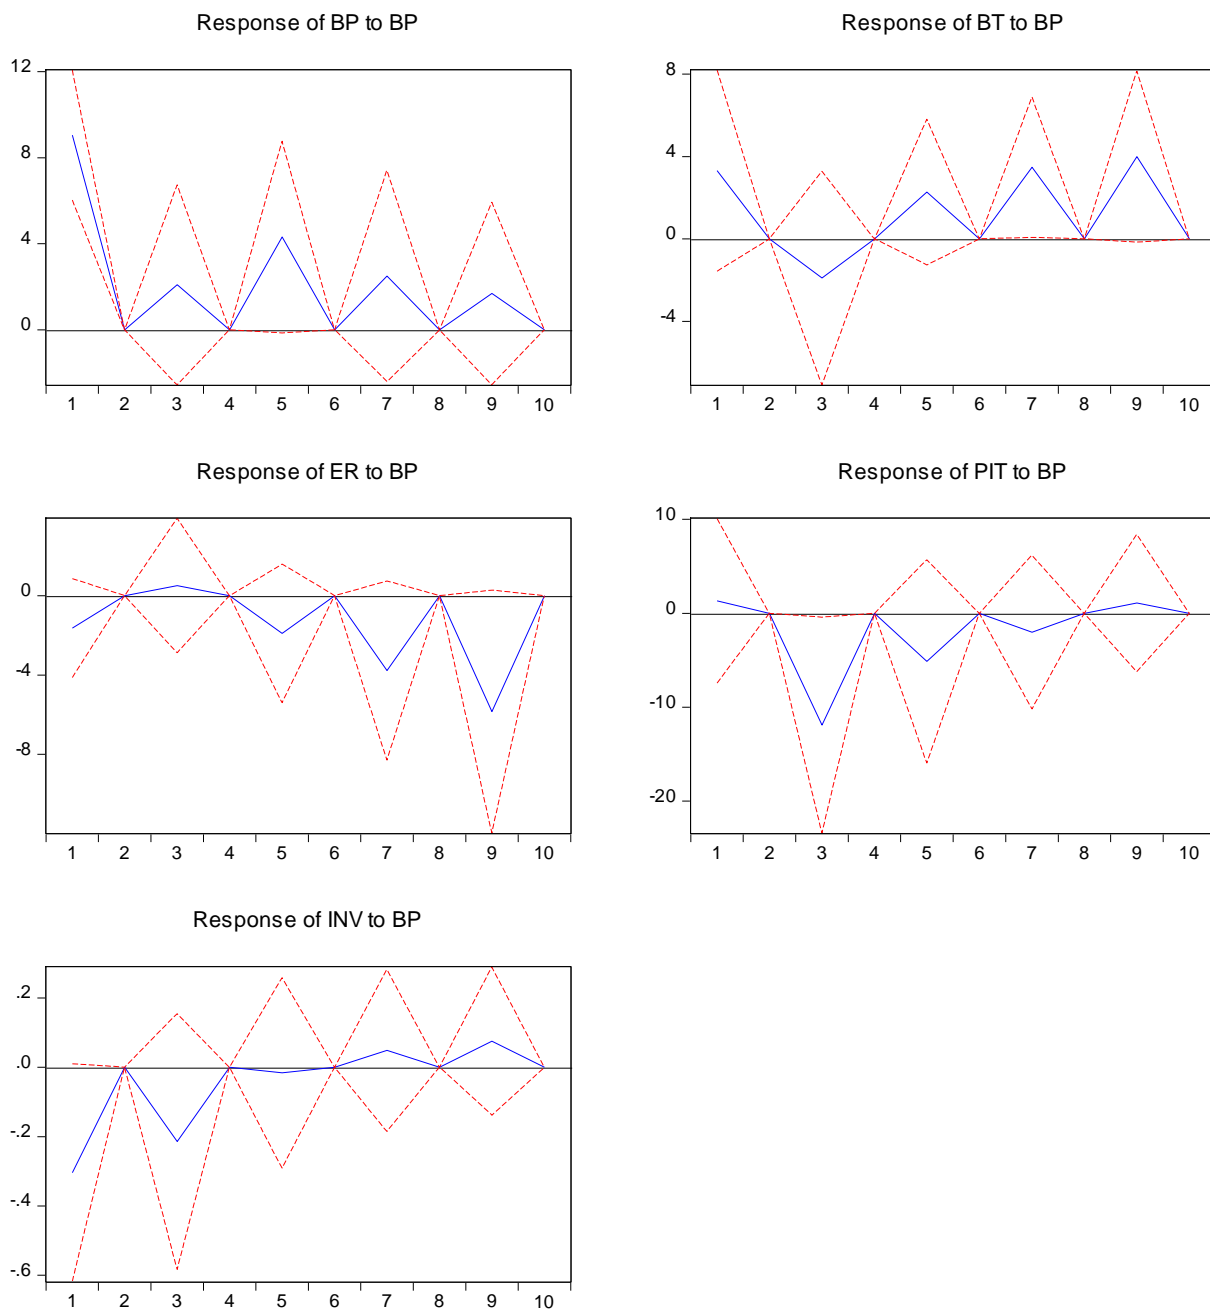 Response of BP to BP
12
8
4
0
1 2 3 4 5 6 7 8 9 10
Response of BT to BP
8
4
0
-4
1 2 3 4 5 6 7 8 9 10
Response of ER to BP
0
-4
-8
1 2 3 4 5 6 7 8 9 10
Response of PIT to BP
10
0
-10
-20
1 2 3 4 5 6 7 8 9 10
Response of INV to BP
.2
.0
-.2
-.4
-.6
1 2 3 4 5 6 7 8 9 10